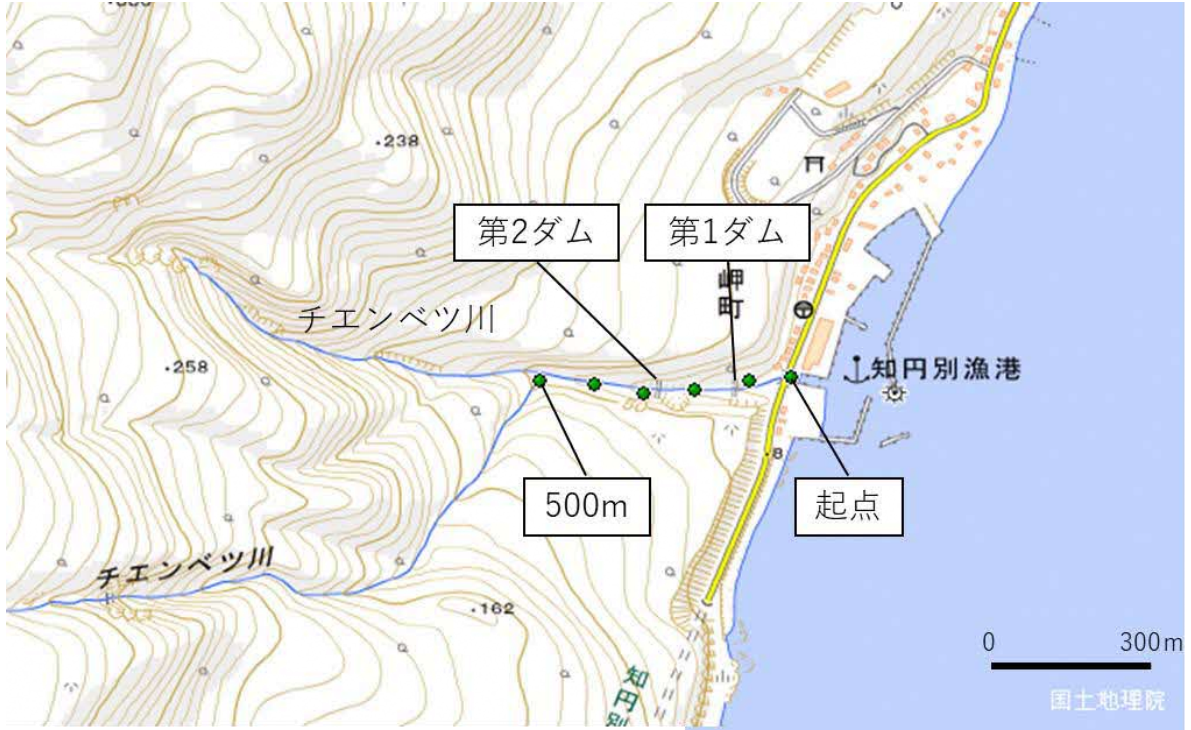 ・238
第2ダム
第1ダム
岬町
チエンベツ川
・258
知円別漁港
8
500m
起点
チエンベツ川
・162
知円別
0 300m
国土地理院